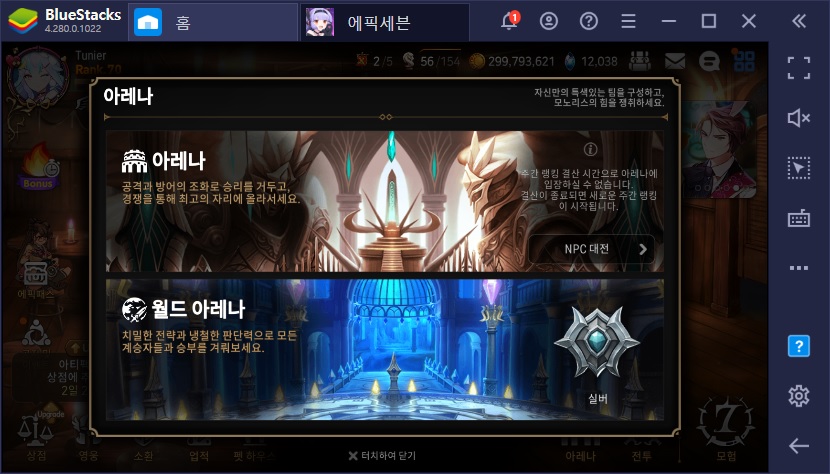 BlueStacks
4.280.0.1022
홈
에픽세븐
1
Tunier
Rank 70
2/5
56/154
299,793,621
12,038
아레나
자신만의 특색있는 팀을 구성하고,
모노리스의 힘을 쟁취하세요.
아레나
공격과 방어의 조화로 승리를 거두고,
경쟁을 통해 최고의 자리에 올라서세요.
주간 랭킹 결산 시간으로 아레나에
입장하실 수 없습니다.
결산이 종료되면 새로운 주간 랭킹
이 시작됩니다.
NPC 대전
월드 아레나
치밀한 전략과 냉철한 판단력으로 모든
계승자들과 승부를 겨뤄보세요.
실버
Bonus
에픽패스
아티
상점에
2일
Upgrade
상점
영웅
소환
업적
펫 하우스
터치하여 닫기
아레나
전투
모험